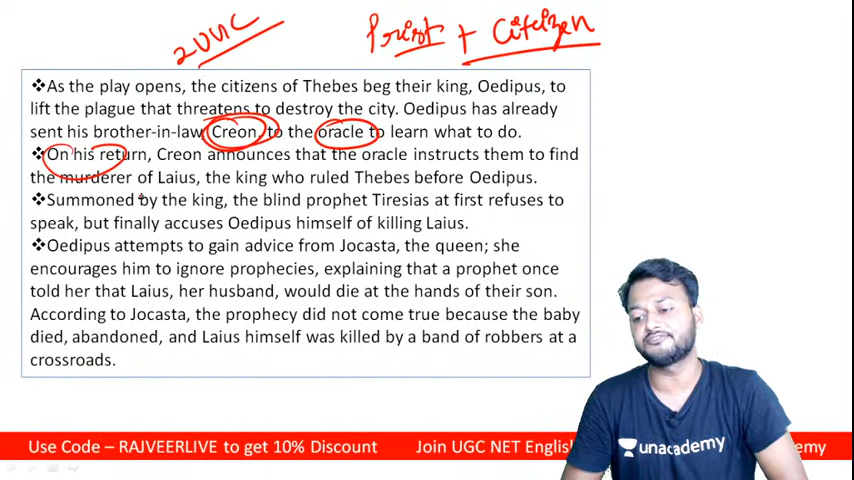 Priest + Citizen
❖As the play opens, the citizens of Thebes beg their king, Oedipus, to
lift the plague that threatens to destroy the city. Oedipus has already
sent his brother-in-law, Creon, to the oracle to learn what to do.
❖On his return, Creon announces that the oracle instructs them to find
the murderer of Laius, the king who ruled Thebes before Oedipus.
❖Summoned by the king, the blind prophet Tiresias at first refuses to
speak, but finally accuses Oedipus himself of killing Laius.
❖Oedipus attempts to gain advice from Jocasta, the queen; she
encourages him to ignore prophecies, explaining that a prophet once
told her that Laius, her husband, would die at the hands of their son.
According to Jocasta, the prophecy did not come true because the baby
died, abandoned, and Laius himself was killed by a band of robbers at a
crossroads.
unacademy
Use Code – RAJVEERLIVE to get 10% Discount Join UGC NET English my